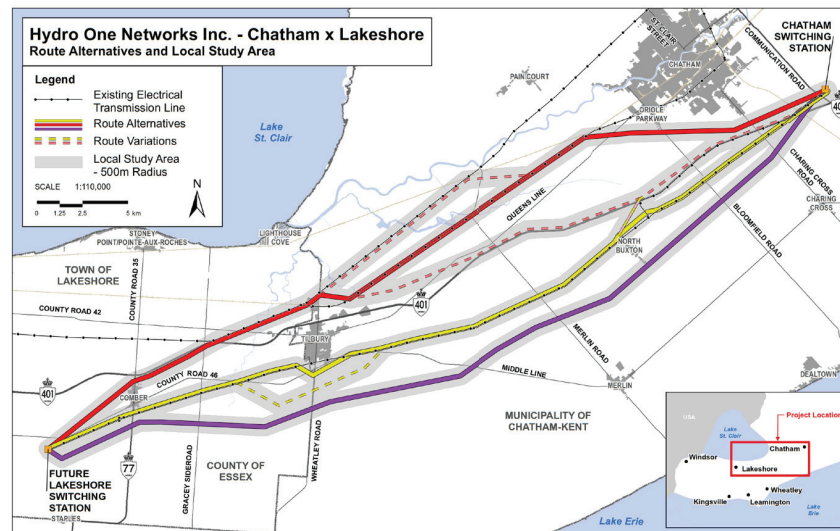 Hydro One Networks Inc. - Chatham x Lakeshore
Route Alternatives and Local Study Area
Legend
Existing Electrical
Transmission Line
Route Alternatives
Route Variations
Local Study Area
- 500m Radius
SCALE 1:110,000
0 1.25 2.5 5 km
N
Lake
St. Clair
PAIN COURT
ST. CLAIR
STREET
CHATHAM
COMMUNICATION ROAD
CHATHAM
SWITCHING
STATION
ORIOLE
PARKWAY
CHARING CROSS
ROAD
CHARING
CROSS
QUEENS LINE
BLOOMFIELD ROAD
NORTH
BUXTON
LIGHTHOUSE
COVE
STONEY
POINT/POINTE-AUX-ROCHES
TOWN OF
LAKESHORE
COUNTY ROAD 35
COUNTY ROAD 42
401
TILBURY
MERLIN ROAD
COUNTY ROAD 46
MIDDLE LINE
MERLIN
DEALTOWN
401
COMBER
MUNICIPALITY OF
CHATHAM-KENT
FUTURE
LAKESHORE
SWITCHING
STATION
STAPLES
77
GRACEY SIDEROAD
COUNTY OF
ESSEX
WHEATLEY ROAD
Lake Erie
USA
Project Location
Lake
St. Clair
Chatham
Windsor
Lakeshore
Wheatley
Kingsville
Leamington
Lake
Erie